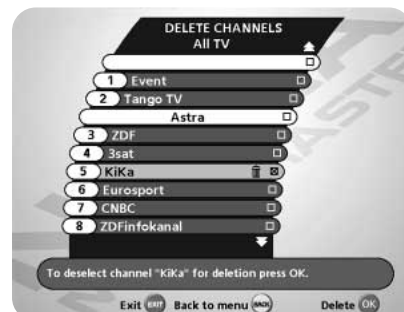 DELETE CHANNELS
All TV
1 Event
2 Tango TV
Astra
3 ZDF
4 3sat
5 KiKa
6 Eurosport
7 CNBC
8 ZDFinfokanal
To deselect channel "KiKa" for deletion press OK.
Exit EXIT Back to menu BACK Delete OK